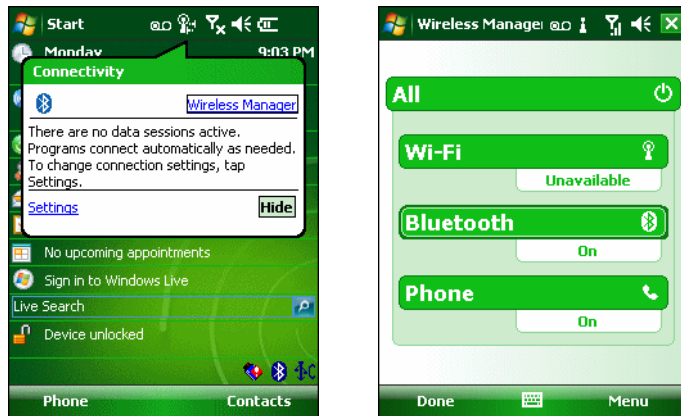 Start
Monday 9:03 PM
Connectivity
Wireless Manager
There are no data sessions active.
Programs connect automatically as needed.
To change connection settings, tap
Settings.
Settings Hide
No upcoming appointments
Sign in to Windows Live
Live Search
Device unlocked
Phone Contacts
Wireless Manager
All
Wi-Fi
Unavailable
Bluetooth
On
Phone
On
Done Menu